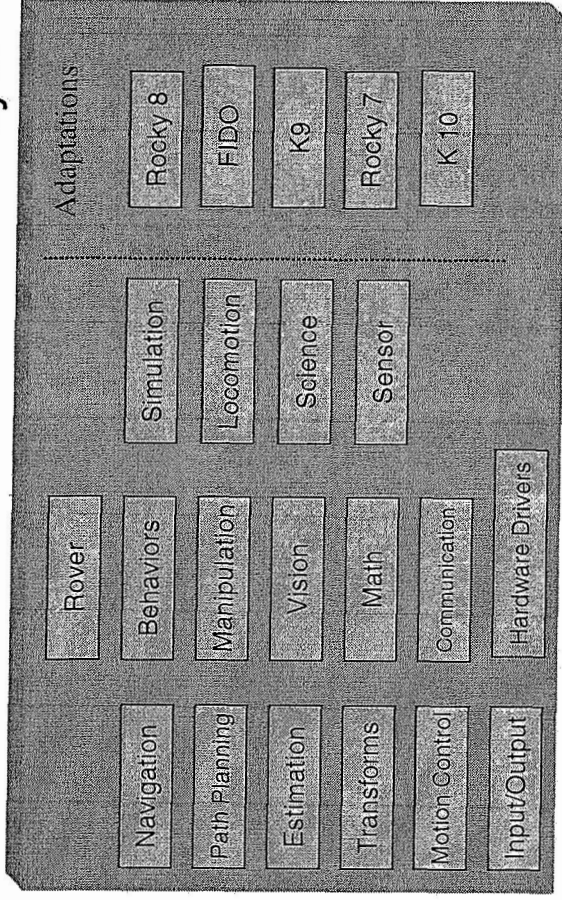 Adaptations
Rover
Navigation
Behaviors
Simulation
Rocky 8
Path Planning
Manipulation
Locomotion
FIDO
Estimation
Vision
Science
K9
Transforms
Math
Sensor
Rocky 7
Motion Control
Communication
K 10
Input/Output
Hardware Drivers